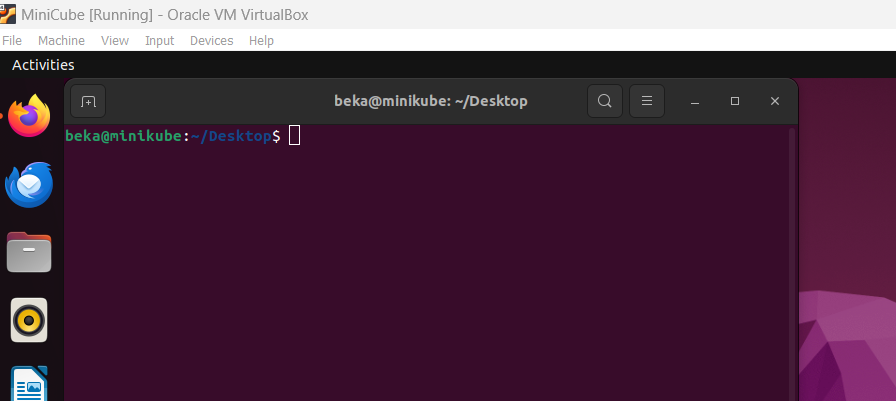 MiniCube [Running] - Oracle VM VirtualBox
File Machine View Input Devices Help
Activities
beka@minikube: ~/Desktop
beka@minikube:~/Desktop$